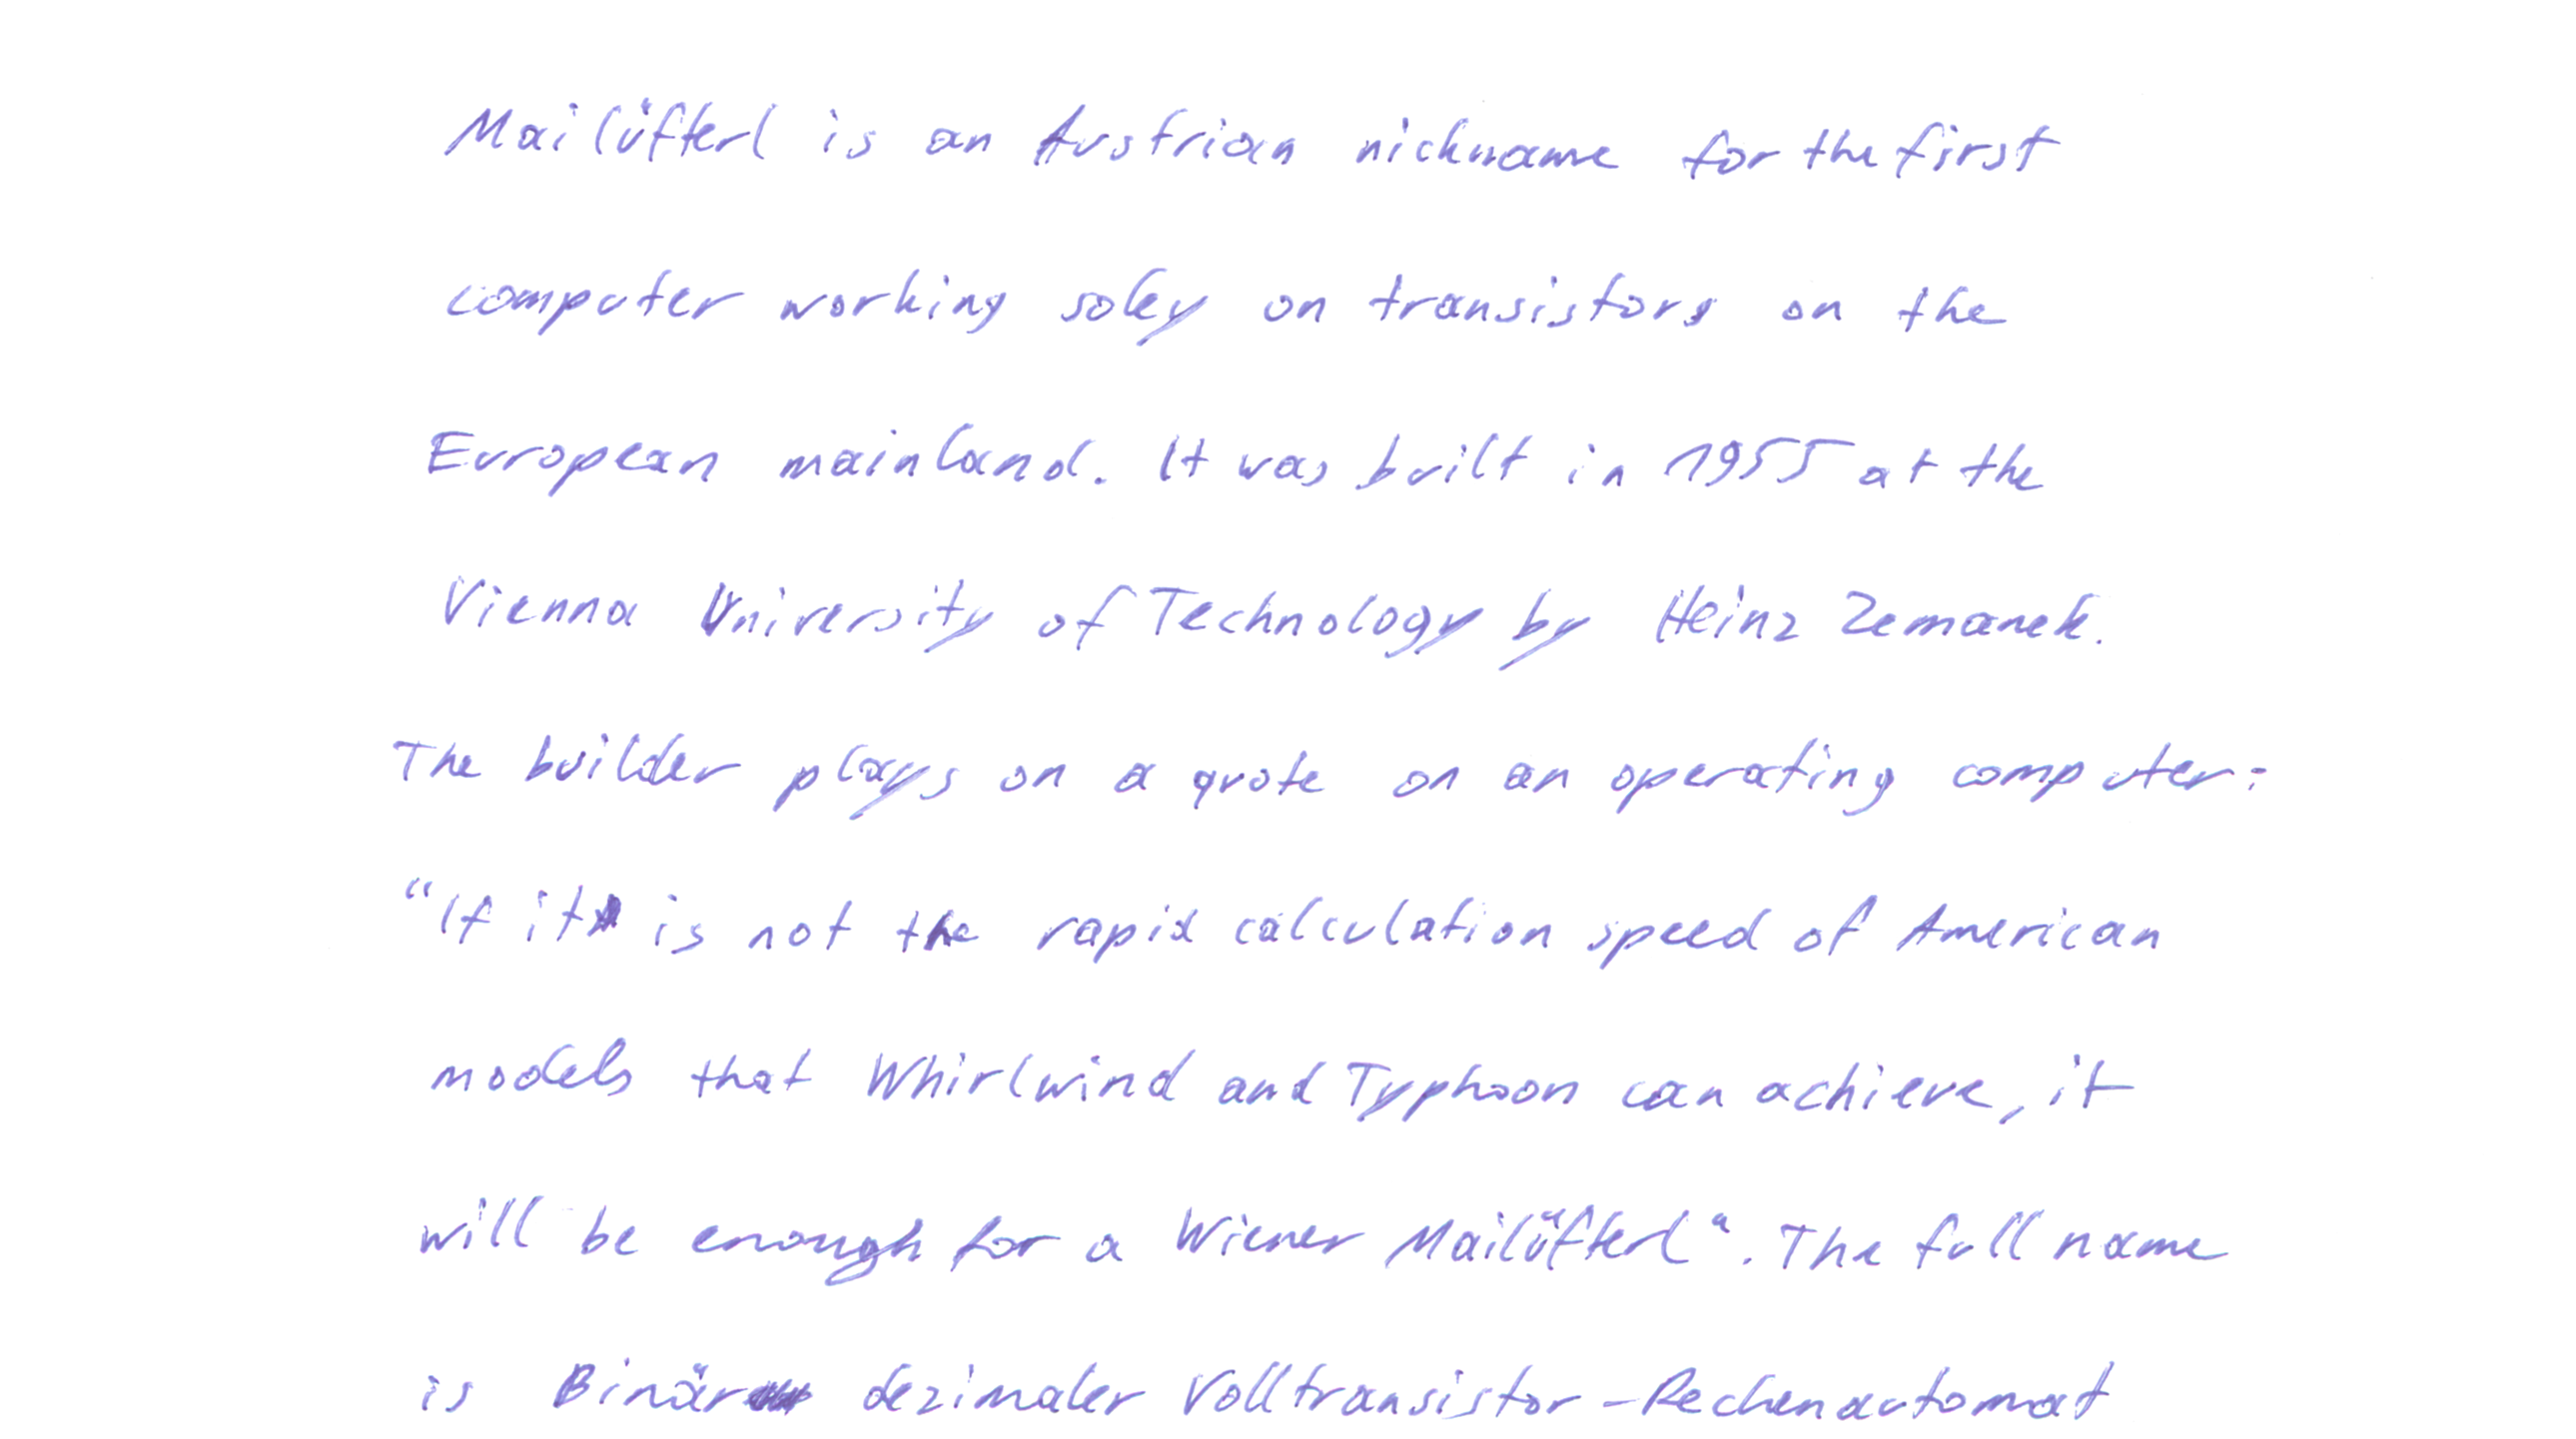 Mailüfterl is an Austrian nickname for the first
computer working soley on transistors on the
European mainland. It was built in 1955 at the
Vienna University of Technology by Heinz Zemanek.
The builder plays on a quote on an operating computer:
"If it is not the rapid calculation speed of American
models that Whirlwind and Typhoon can achieve, it
will be enough for a Wiener Mailüfterl". The full name
is Binär dezimaler Volltransistor-Rechenautomat